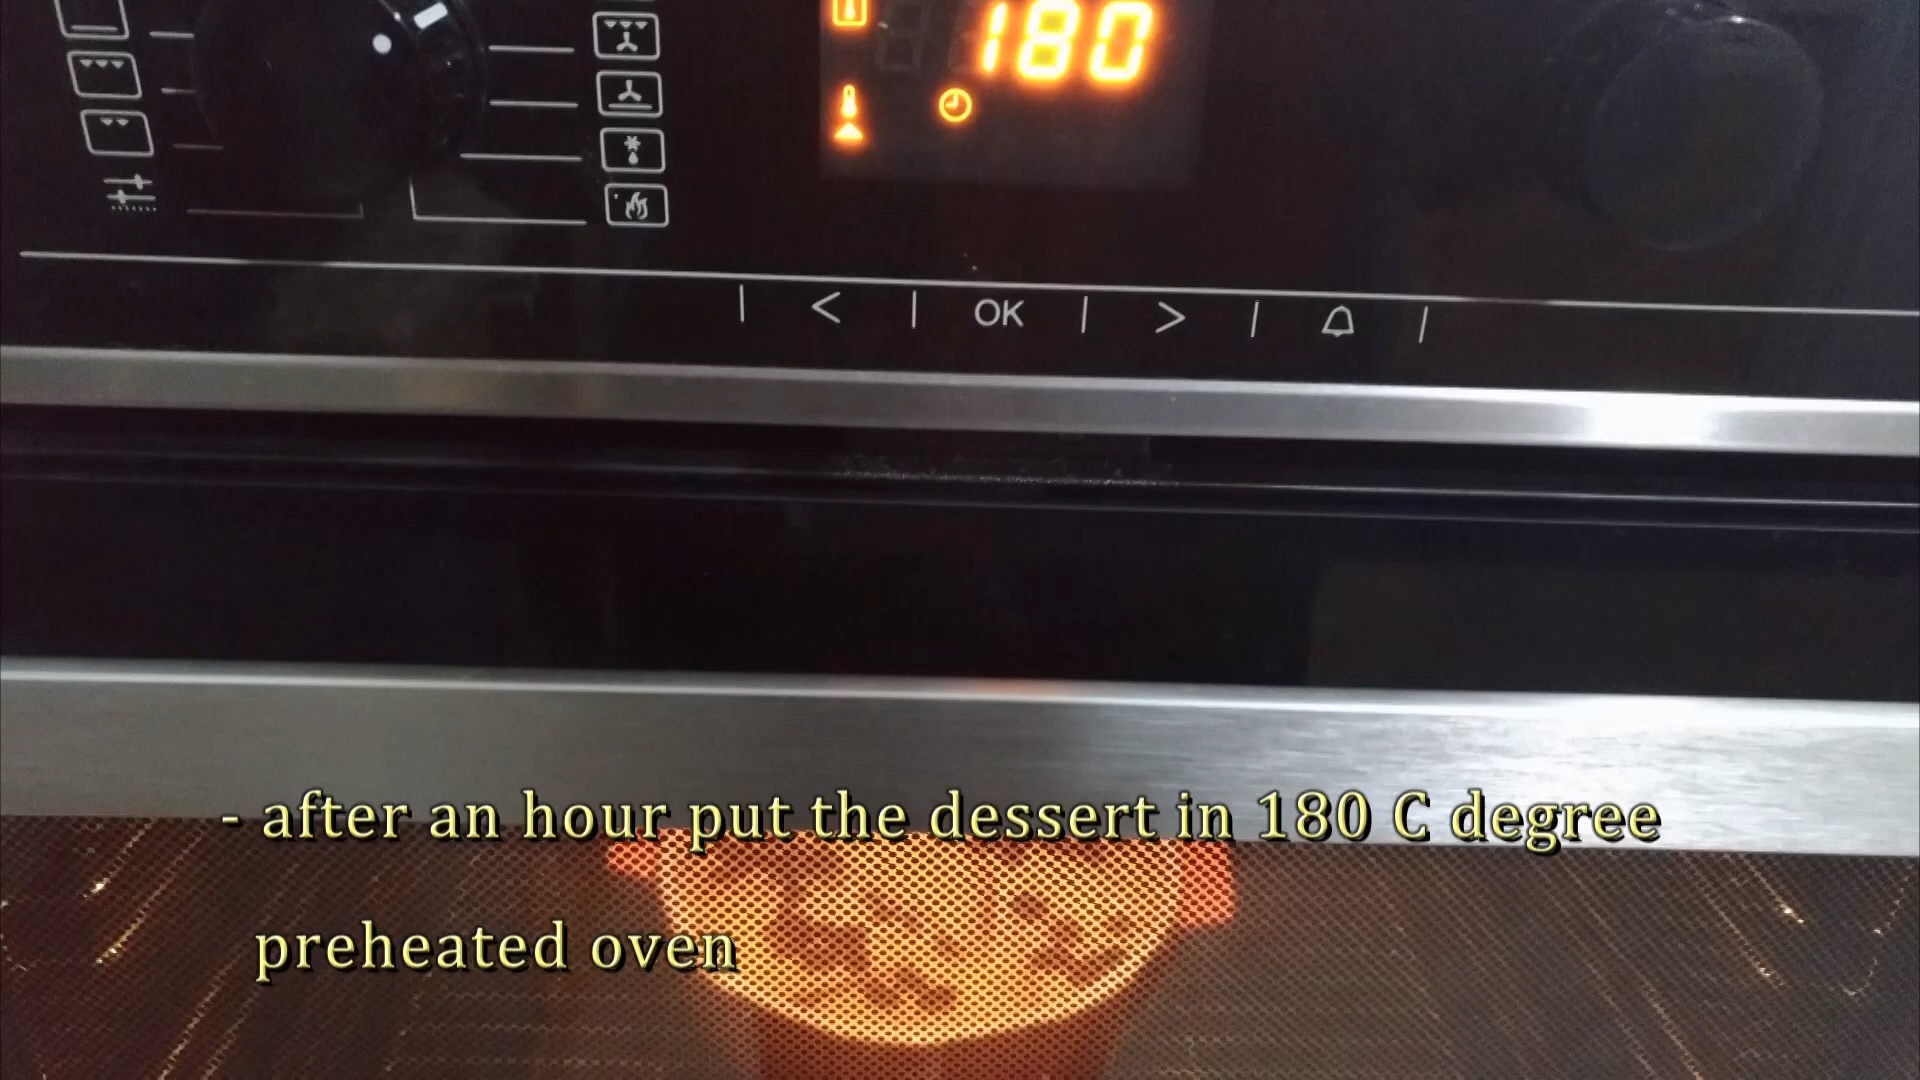 180
| < | OK | > | |
- after an hour put the dessert in 180 C degree
preheated oven